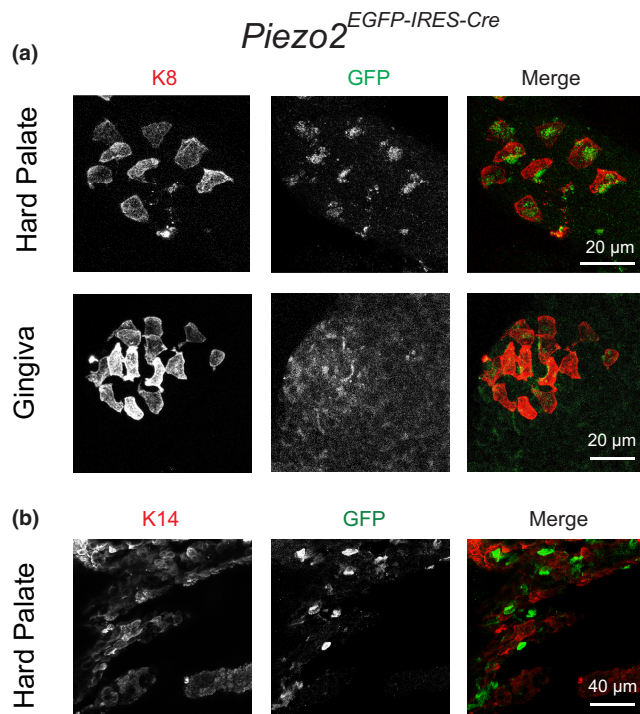 Piezo2EGFP-IRES-Cre
(a)
K8 GFP Merge
Hard Palate
20 µm
Gingiva
20 µm
(b)
K14 GFP Merge
Hard Palate
40 µm